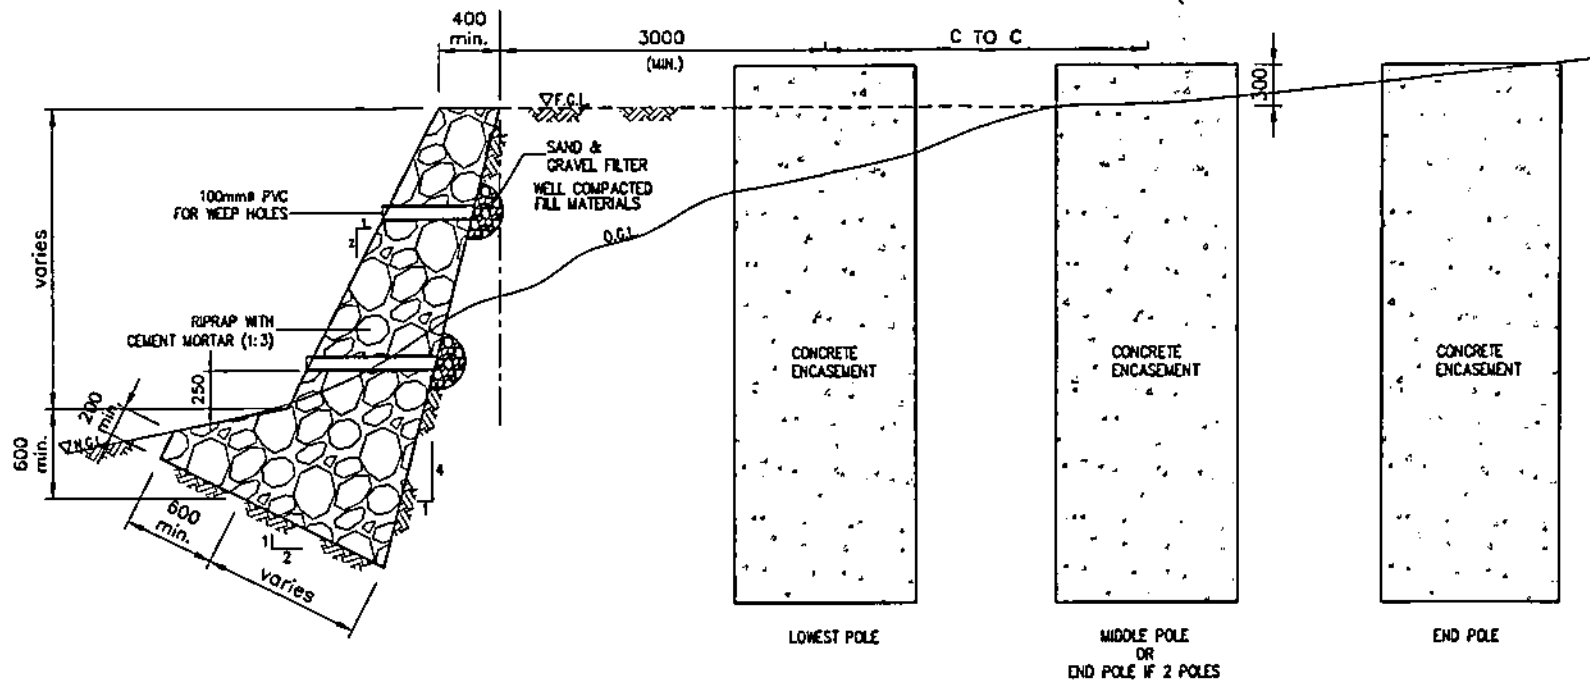 400
min.
3000
(MIN.)
C TO C
300
F.G.L.
SAND &
GRAVEL FILTER
WELL COMPACTED
FILL MATERIALS
100mmø PVC
FOR WEEP HOLES
1
2
O.G.L.
varies
RIPRAP WITH
CEMENT MORTAR (1:3)
250
200
min.
N.G.L.
600
min.
4
1
600
min.
1
2
varies
CONCRETE
ENCASEMENT
CONCRETE
ENCASEMENT
CONCRETE
ENCASEMENT
LOWEST POLE
MIDDLE POLE
OR
END POLE IF 2 POLES
END POLE